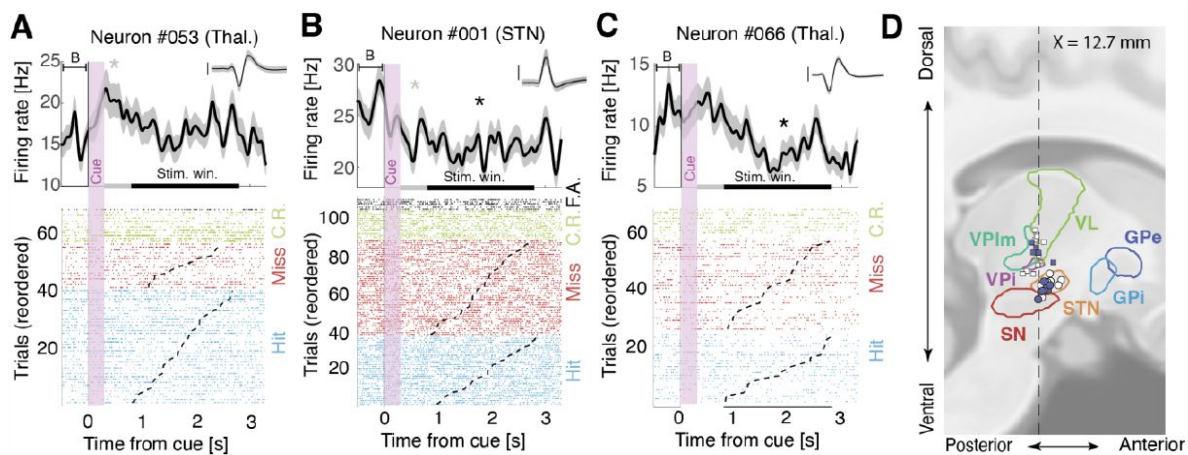 A
Neuron #053 (Thal.)
Firing rate [Hz]
25
20
15
10
B
*
Cue
Stim. win.
Trials (reordered)
60
40
20
C.R.
Miss
Hit
0
1
2
3
Time from cue [s]
B
Neuron #001 (STN)
Firing rate [Hz]
30
26
22
B
*
*
Cue
Stim. win.
Trials (reordered)
100
80
60
40
20
F.A.
C.R.
Miss
Hit
0
1
2
3
Time from cue [s]
C
Neuron #066 (Thal.)
Firing rate [Hz]
15
10
5
B
*
Cue
Stim. win.
Trials (reordered)
60
40
20
C.R.
Miss
Hit
0
1
2
3
Time from cue [s]
D
X = 12.7 mm
Dorsal
Ventral
VL
VPlm
VPi
GPe
GPi
STN
SN
Posterior
Anterior